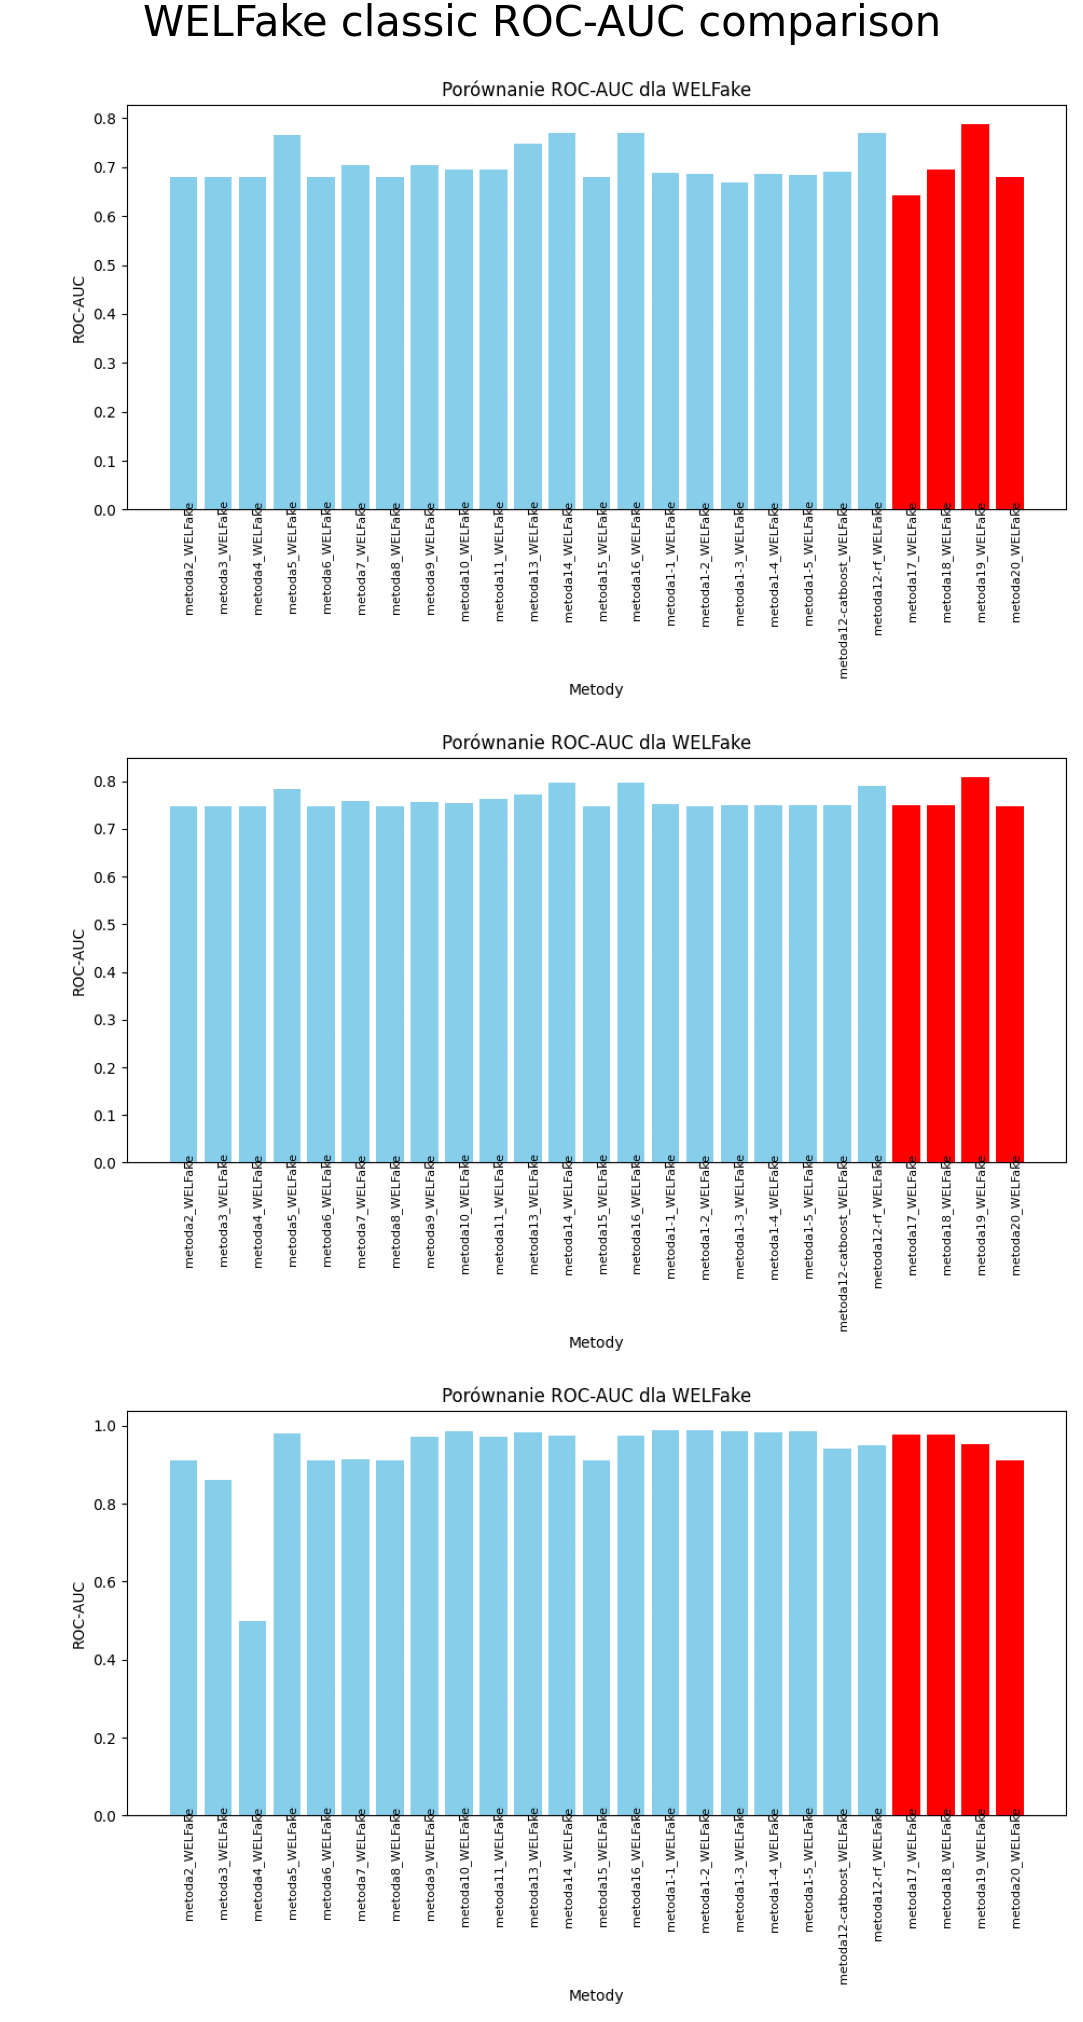 WELFake classic ROC-AUC comparison
Porównanie ROC-AUC dla WELFake
ROC-AUC
0.8
0.7
0.6
0.5
0.4
0.3
0.2
0.1
0.0
metoda2_WELFake
metoda3_WELFake
metoda4_WELFake
metoda5_WELFake
metoda6_WELFake
metoda7_WELFake
metoda8_WELFake
metoda9_WELFake
metoda10_WELFake
metoda11_WELFake
metoda13_WELFake
metoda14_WELFake
metoda15_WELFake
metoda16_WELFake
metoda1-1_WELFake
metoda1-2_WELFake
metoda1-3_WELFake
metoda1-4_WELFake
metoda1-5_WELFake
metoda12-catboost_WELFake
metoda12-rf_WELFake
metoda17_WELFake
metoda18_WELFake
metoda19_WELFake
metoda20_WELFake
Metody
Porównanie ROC-AUC dla WELFake
ROC-AUC
0.8
0.7
0.6
0.5
0.4
0.3
0.2
0.1
0.0
metoda2_WELFake
metoda3_WELFake
metoda4_WELFake
metoda5_WELFake
metoda6_WELFake
metoda7_WELFake
metoda8_WELFake
metoda9_WELFake
metoda10_WELFake
metoda11_WELFake
metoda13_WELFake
metoda14_WELFake
metoda15_WELFake
metoda16_WELFake
metoda1-1_WELFake
metoda1-2_WELFake
metoda1-3_WELFake
metoda1-4_WELFake
metoda1-5_WELFake
metoda12-catboost_WELFake
metoda12-rf_WELFake
metoda17_WELFake
metoda18_WELFake
metoda19_WELFake
metoda20_WELFake
Metody
Porównanie ROC-AUC dla WELFake
ROC-AUC
1.0
0.8
0.6
0.4
0.2
0.0
metoda2_WELFake
metoda3_WELFake
metoda4_WELFake
metoda5_WELFake
metoda6_WELFake
metoda7_WELFake
metoda8_WELFake
metoda9_WELFake
metoda10_WELFake
metoda11_WELFake
metoda13_WELFake
metoda14_WELFake
metoda15_WELFake
metoda16_WELFake
metoda1-1_WELFake
metoda1-2_WELFake
metoda1-3_WELFake
metoda1-4_WELFake
metoda1-5_WELFake
metoda12-catboost_WELFake
metoda12-rf_WELFake
metoda17_WELFake
metoda18_WELFake
metoda19_WELFake
metoda20_WELFake
Metody